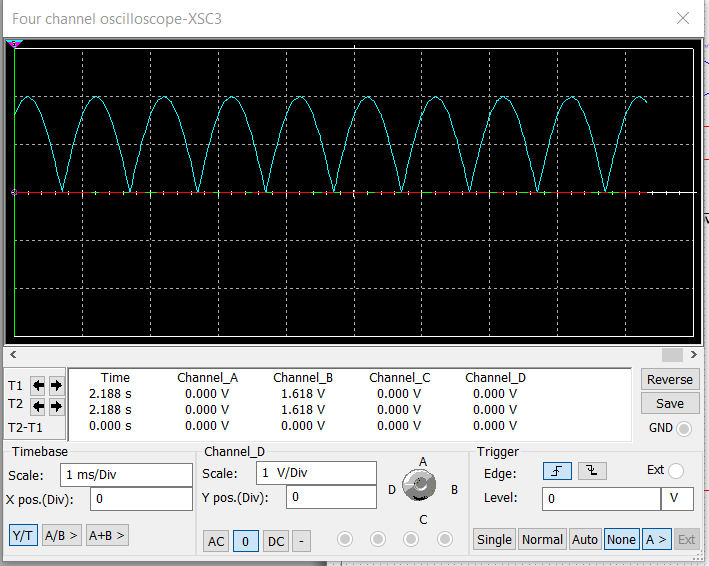 Four channel oscilloscope-XSC3
Time Channel_A Channel_B Channel_C Channel_D
T1 2.188 s 0.000 V 1.618 V 0.000 V 0.000 V
T2 2.188 s 0.000 V 1.618 V 0.000 V 0.000 V
T2-T1 0.000 s 0.000 V 0.000 V 0.000 V 0.000 V
Reverse
Save
GND
Timebase
Scale: 1 ms/Div
X pos.(Div): 0
Y/T A/B > A+B >
Channel_D
Scale: 1 V/Div
Y pos.(Div): 0
AC 0 DC -
A
D B
C
Trigger
Edge: Ext
Level: 0 V
Single Normal Auto None A > Ext